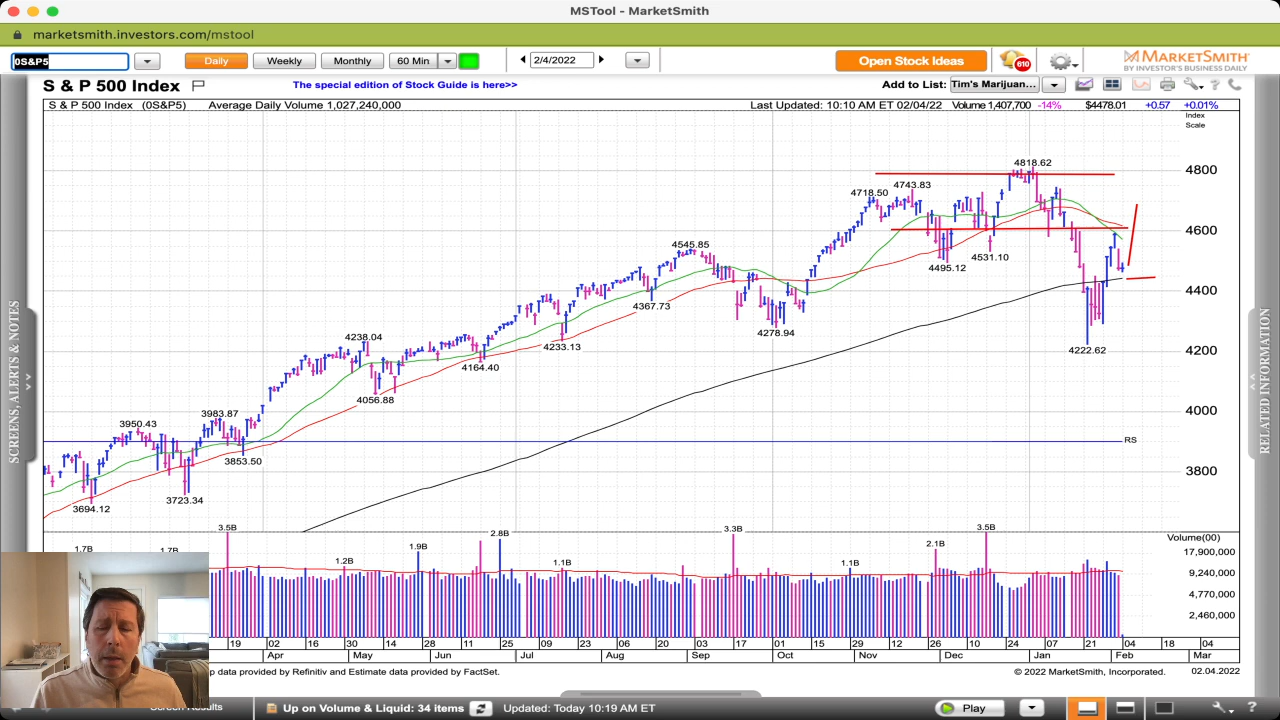 MSTool - MarketSmith
marketsmith.investors.com/mstool
0S&P5
Daily
Weekly
Monthly
60 Min
2/4/2022
Open Stock Ideas
610
MARKETSMITH
BY INVESTOR'S BUSINESS DAILY
S & P 500 Index
The special edition of Stock Guide is here>>
Add to List:
Tim's Marijuan...
S & P 500 Index (0S&P5) Average Daily Volume 1,027,240,000
Last Updated: 10:10 AM ET 02/04/22 Volume 1,407,700 -14% $4478.01 +0.57 +0.01%
Index
Scale
4818.62
4800
4718.50
4743.83
4600
4545.85
4495.12
4531.10
4400
4367.73
4278.94
4238.04
4233.13
4222.62
4200
4164.40
4056.88
4000
3983.87
3950.43
RS
3853.50
3800
3723.34
3694.12
SCREENS, ALERTS & NOTES
RELATED INFORMATION
Volume(00)
17,900,000
9,240,000
4,770,000
2,460,000
1.7B
1.7B
3.5B
1.2B
1.9B
2.8B
1.1B
3.3B
1.1B
2.1B
3.5B
19 02 16 30 14 28 11 25 09 23 06 20 03 17 01 15 29 12 26 10 24 07 21 04 18 04
Apr May Jun Jul Aug Sep Oct Nov Dec Jan Feb Mar
p data provided by Refinitiv and Estimate data provided by FactSet.
© 2022 MarketSmith, Incorporated.
02.04.2022
Screen Results
Up on Volume & Liquid: 34 items
Updated: Today 10:19 AM ET
Play